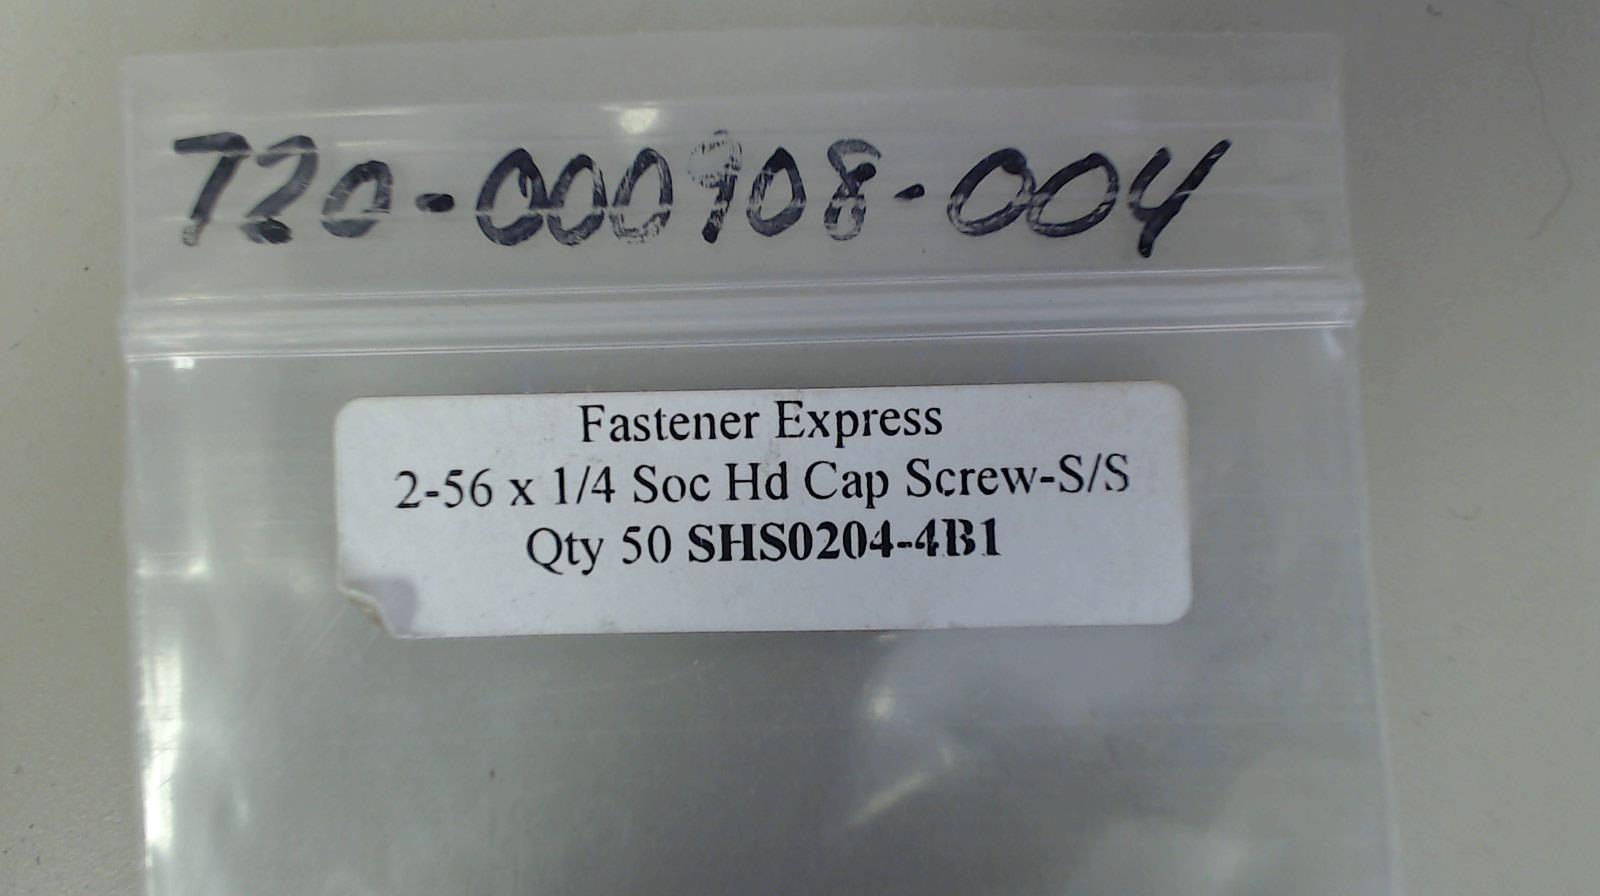 720-000908-004
Fastener Express
2-56 x 1/4 Soc Hd Cap Screw-S/S
Qty 50 SHS0204-4B1